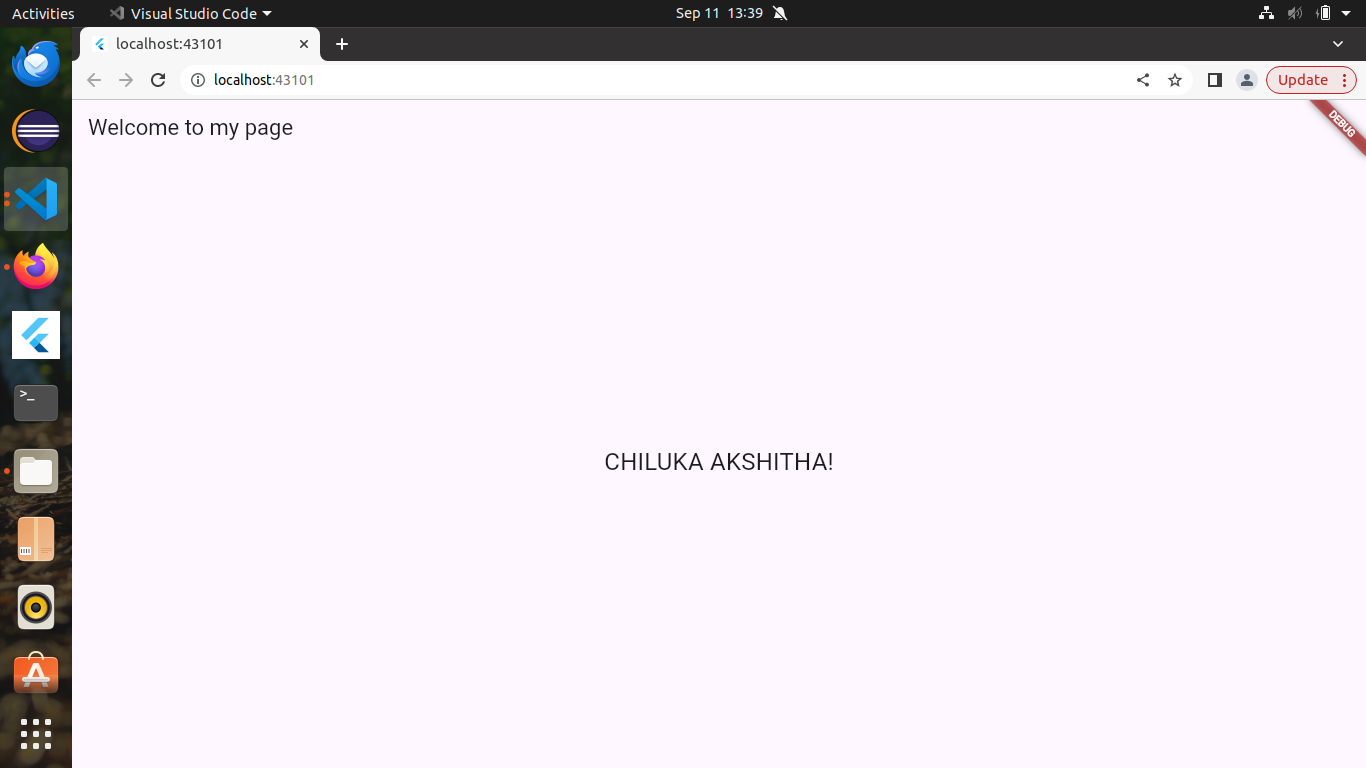 Activities Visual Studio Code Sep 11 13:39
localhost:43101
localhost:43101 Update
Welcome to my page
DEBUG
>_
CHILUKA AKSHITHA!